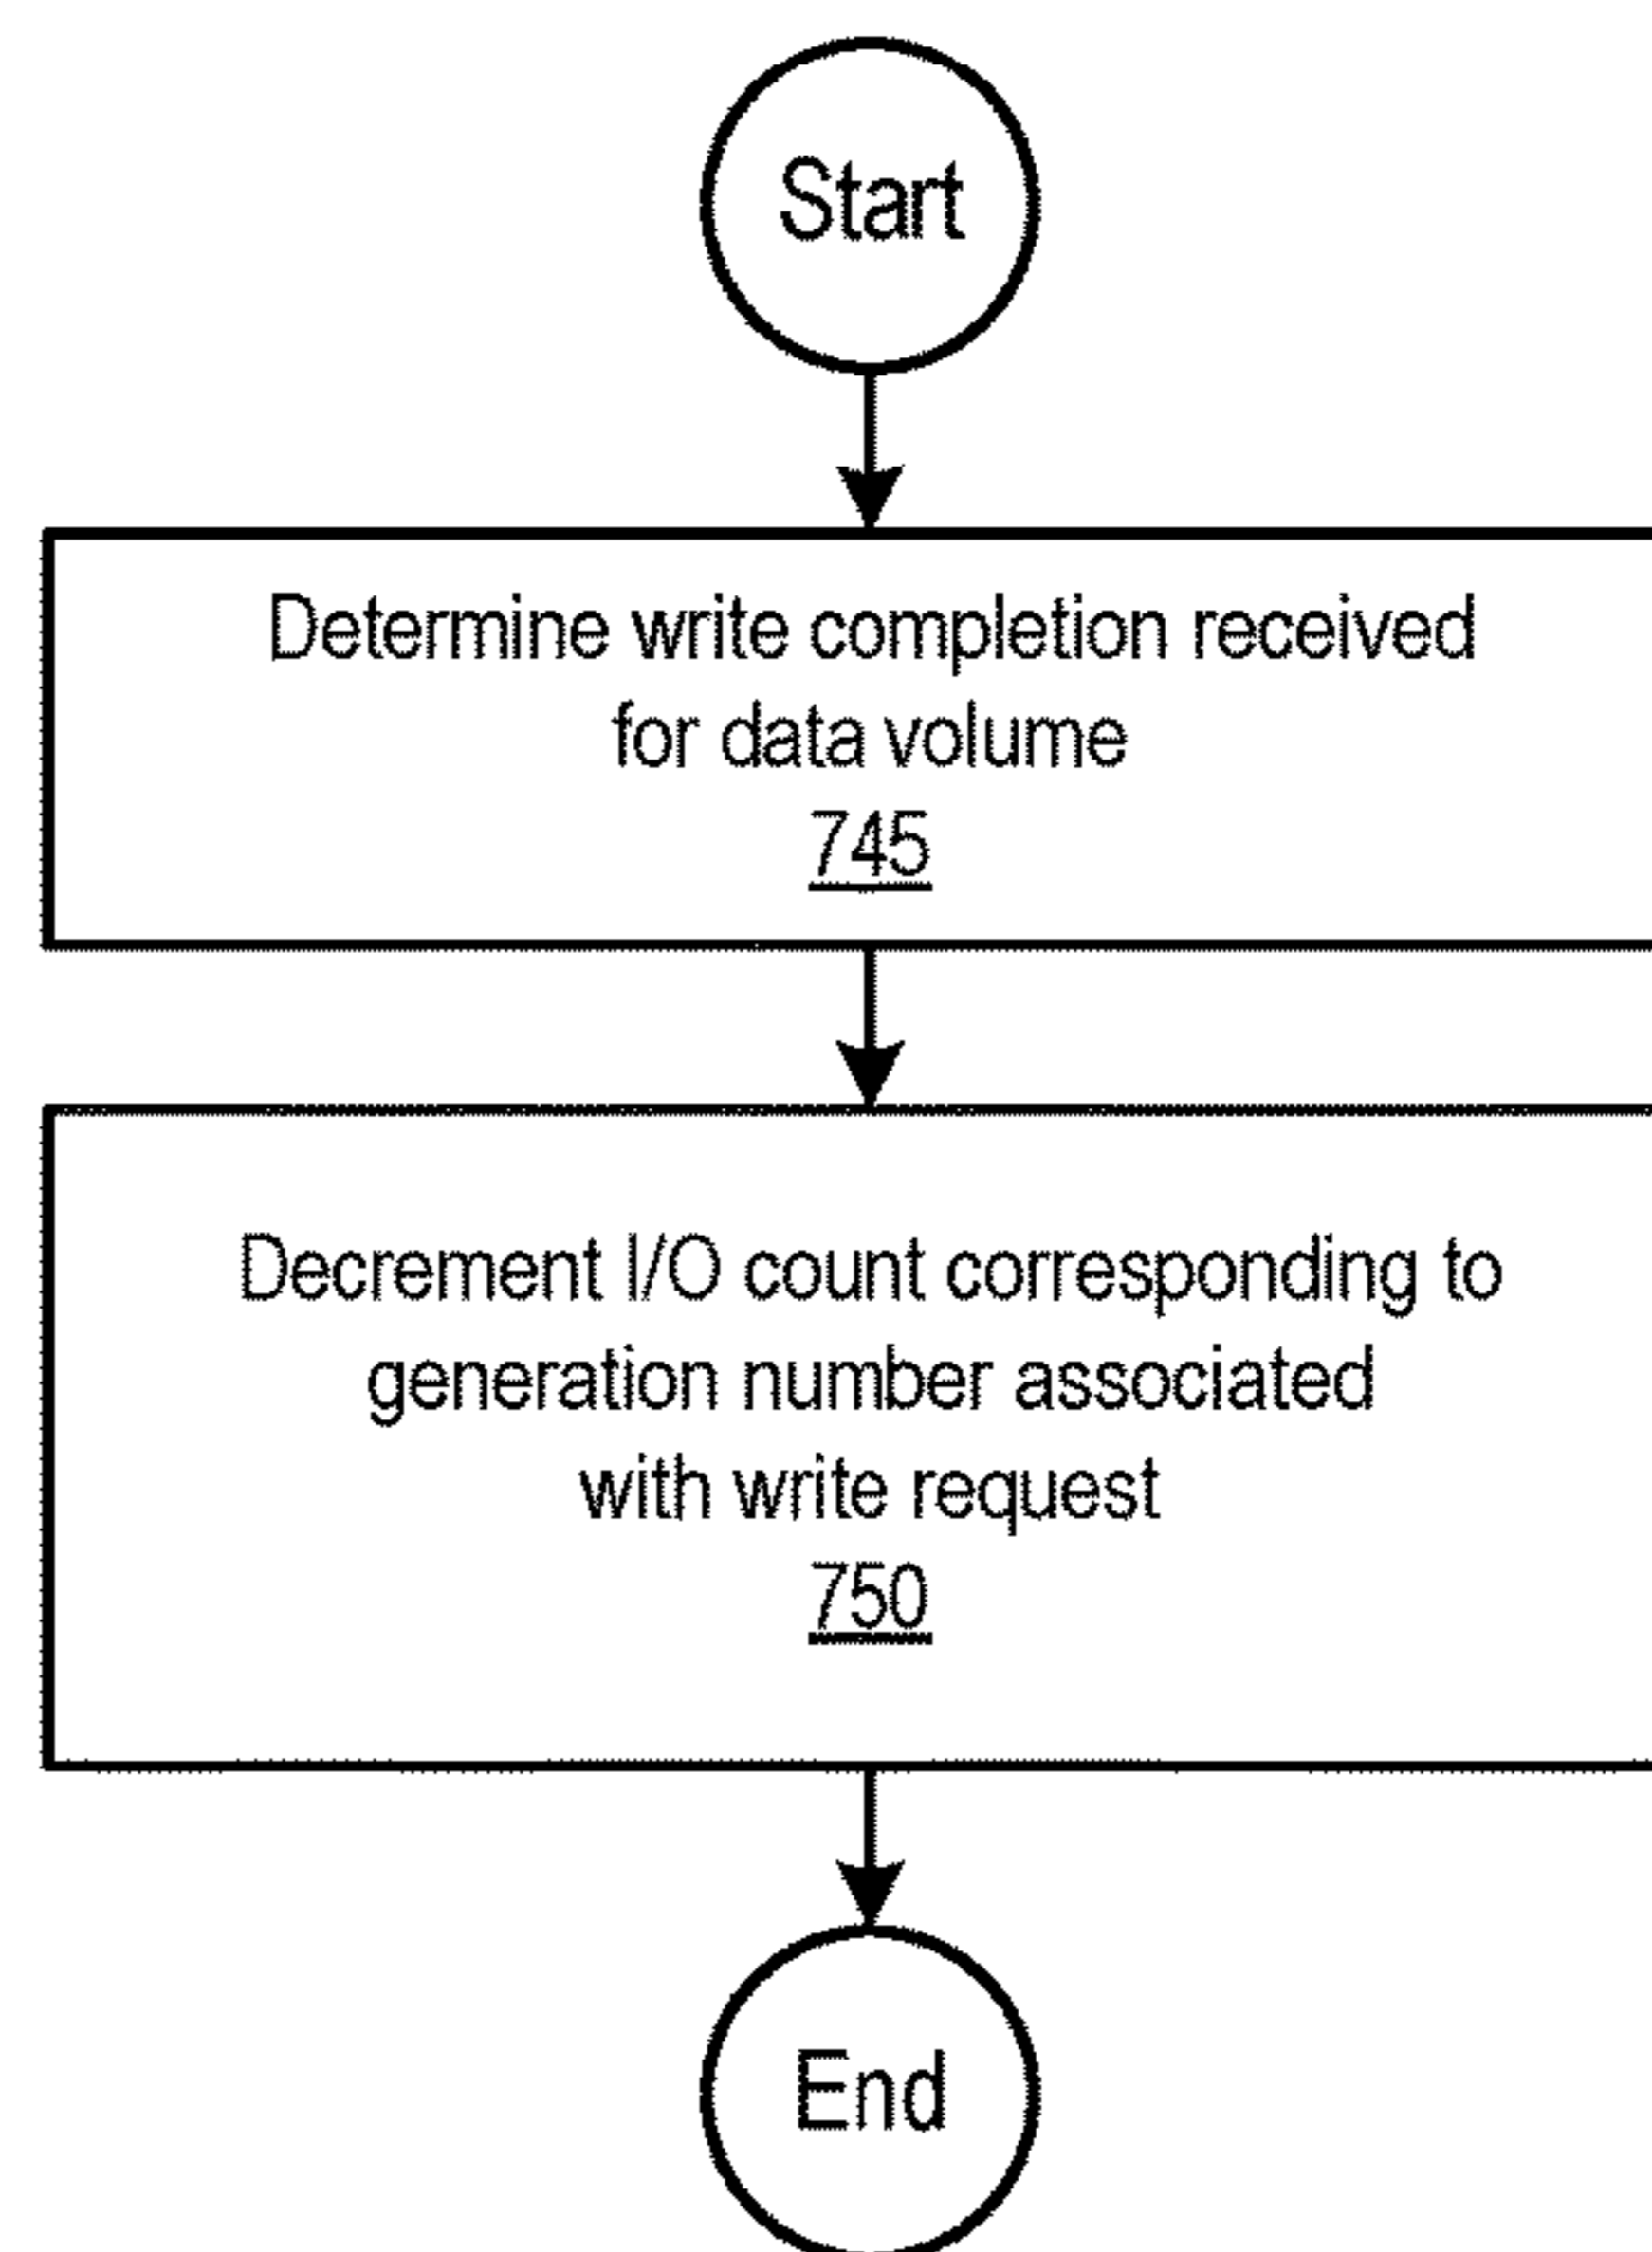 Start
Determine write completion received
for data volume
745
Decrement I/O count corresponding to
generation number associated
with write request
750
End